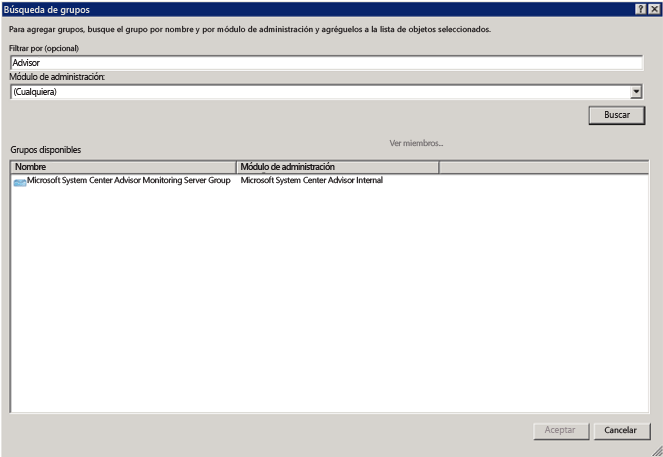 Búsqueda de grupos
Para agregar grupos, busque el grupo por nombre y por módulo de administración y agréguelos a la lista de objetos seleccionados.
Filtrar por (opcional)
Advisor
Módulo de administración:
(Cualquiera)
Buscar
Ver miembros...
Grupos disponibles
Nombre Módulo de administración
Microsoft System Center Advisor Monitoring Server Group Microsoft System Center Advisor Internal
Aceptar Cancelar